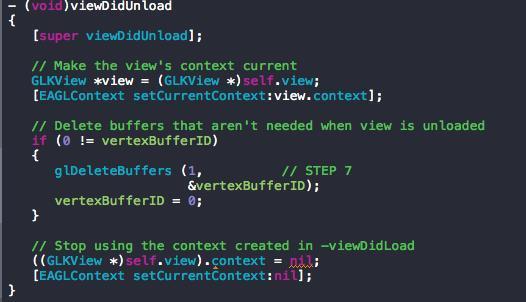 - (void)viewDidUnload
{
[super viewDidUnload];
// Make the view's context current
GLKView *view = (GLKView *)self.view;
[EAGLContext setCurrentContext:view.context];
// Delete buffers that aren't needed when view is unloaded
if (0 != vertexBufferID)
{
glDeleteBuffers (1, // STEP 7
&vertexBufferID);
vertexBufferID = 0;
}
// Stop using the context created in -viewDidLoad
((GLKView *)self.view).context = nil;
[EAGLContext setCurrentContext:nil];
}